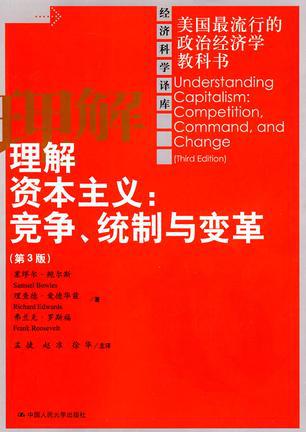 经济科学译库
美国最流行的
政治经济学
教科书
Understanding
Capitalism:
Competition,
Command, and
Change
(Third Edition)
理解
理解
资本主义:
竞争、统制与变革
(第3版)
塞缪尔·鲍尔斯
Samuel Bowles
理查德·爱德华兹
Richard Edwards
弗兰克·罗斯福
Frank Roosevelt
著
孟捷 赵准 徐华/主译
中国人民大学出版社